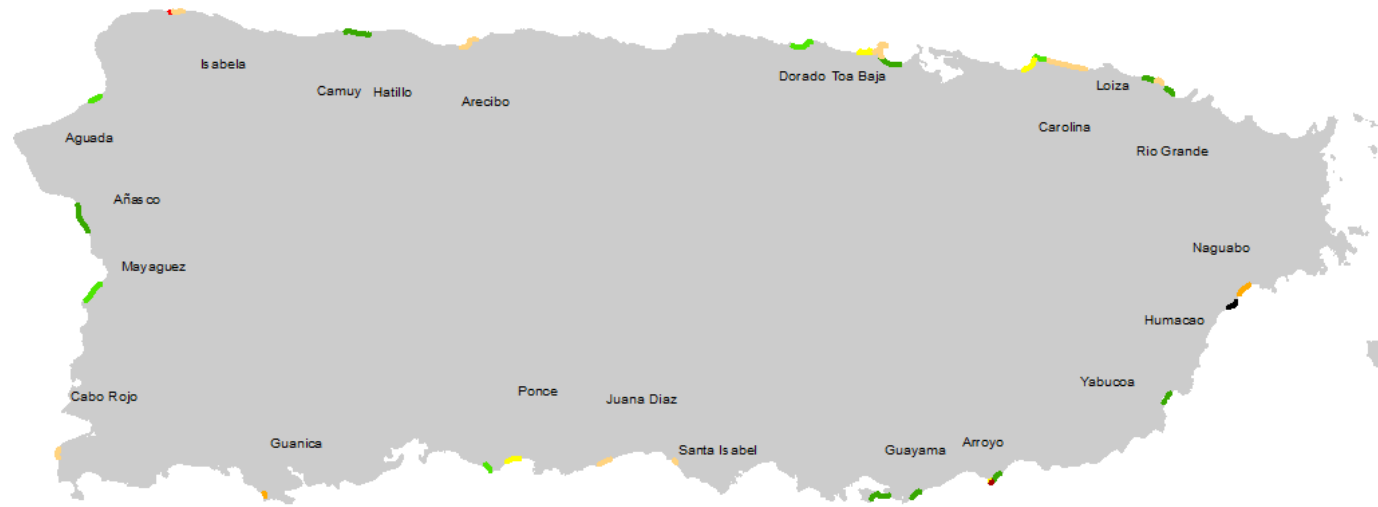 Isabela
Dorado Toa Baja
Camuy Hatillo
Loiza
Arecibo
Carolina
Aguada
Rio Grande
Añasco
Naguabo
Mayaguez
Humacao
Yabucoa
Ponce
Cabo Rojo
Juana Diaz
Guanica
Arroyo
Santa Isabel
Guayama